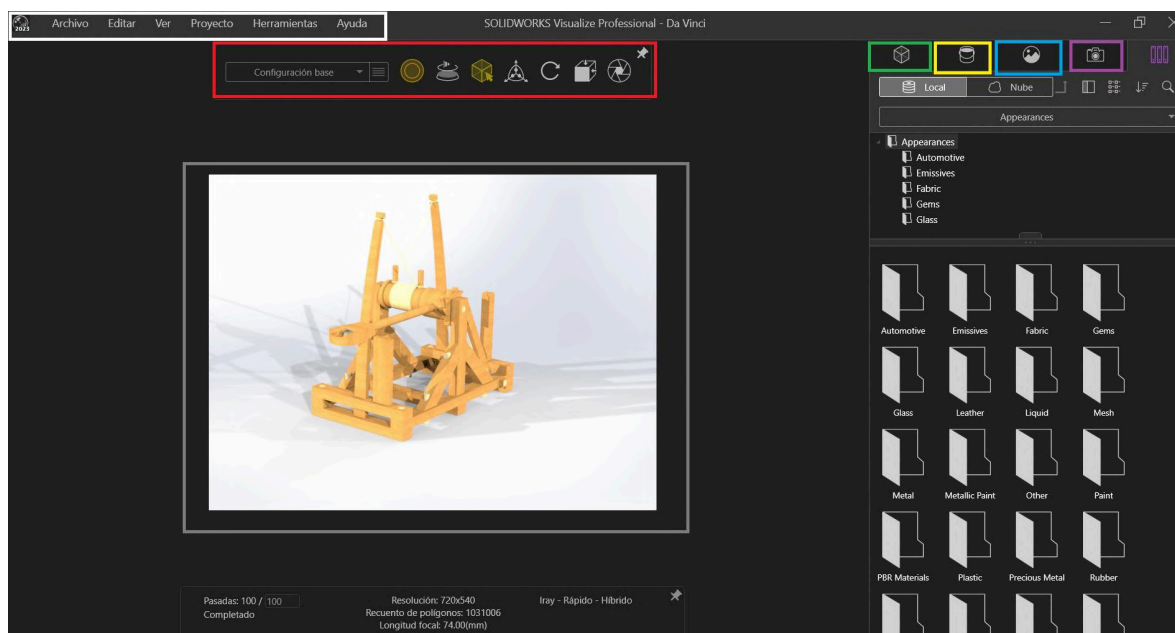 2023
Archivo Editar Ver Proyecto Herramientas Ayuda
SOLIDWORKS Visualize Professional - Da Vinci
Configuración base
Local Nube
Appearances
Appearances
Automotive
Emissives
Fabric
Gems
Glass
Automotive Emissives Fabric Gems
Glass Leather Liquid Mesh
Metal Metallic Paint Other Paint
PBR Materials Plastic Precious Metal Rubber
Pasadas: 100 / 100
Completado
Resolución: 720x540
Recuento de polígonos: 1031006
Longitud focal: 74.00(mm)
Iray - Rápido - Híbrido